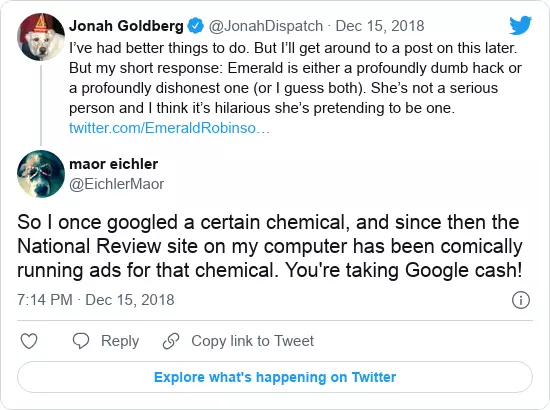 Jonah Goldberg @JonahDispatch · Dec 15, 2018
I’ve had better things to do. But I’ll get around to a post on this later.
But my short response: Emerald is either a profoundly dumb hack or
a profoundly dishonest one (or I guess both). She’s not a serious
person and I think it’s hilarious she’s pretending to be one.
twitter.com/EmeraldRobinso…
maor eichler
@EichlerMaor
So I once googled a certain chemical, and since then the
National Review site on my computer has been comically
running ads for that chemical. You're taking Google cash!
7:14 PM · Dec 15, 2018
Reply Copy link to Tweet
Explore what's happening on Twitter